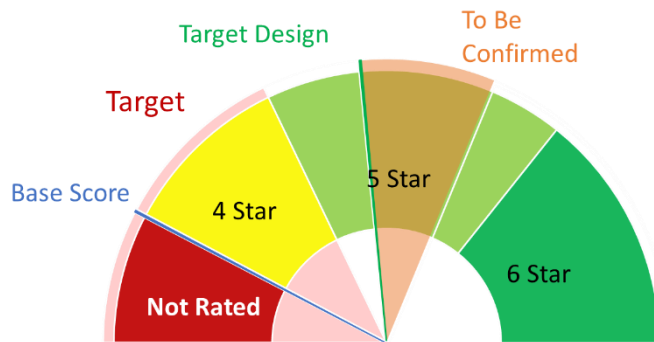 To Be
Confirmed
Target Design
Target
Base Score
5 Star
4 Star
6 Star
Not Rated